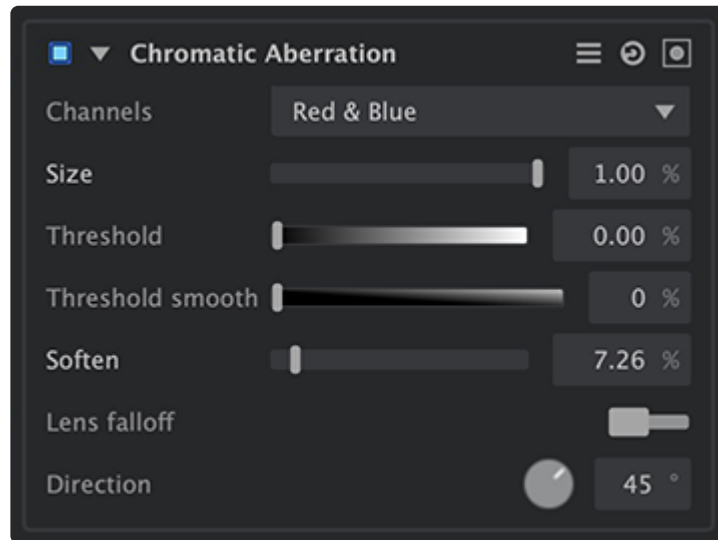 Chromatic Aberration
Channels Red & Blue
Size 1.00 %
Threshold 0.00 %
Threshold smooth 0 %
Soften 7.26 %
Lens falloff
Direction 45 °